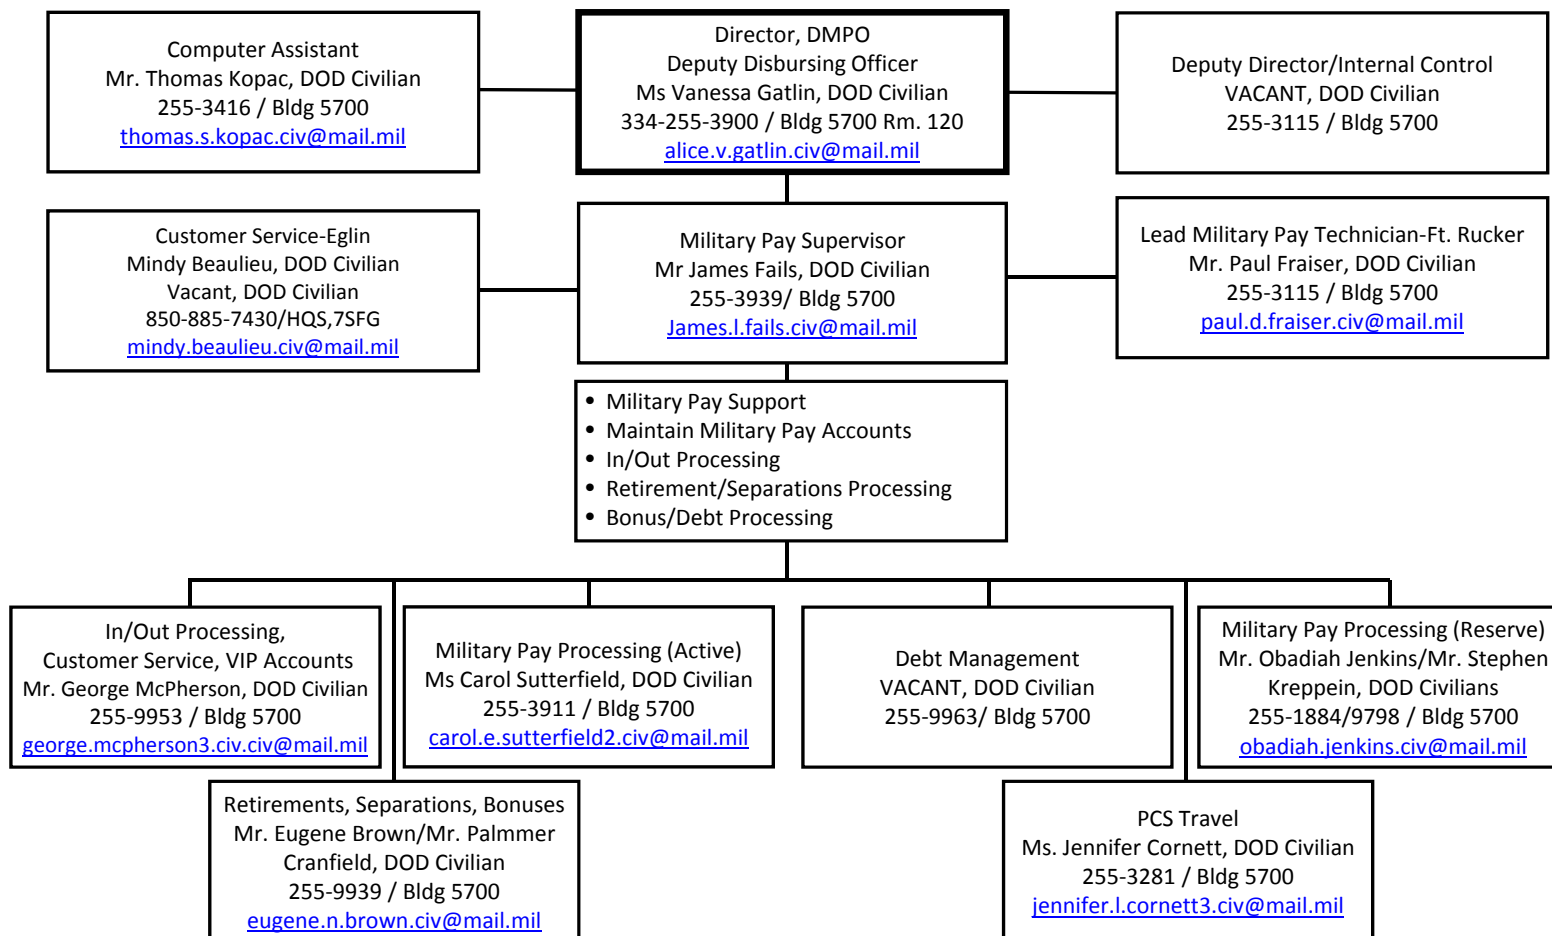 Computer Assistant
Mr. Thomas Kopac, DOD Civilian
255-3416 / Bldg 5700
thomas.s.kopac.civ@mail.mil
Director, DMPO
Deputy Disbursing Officer
Ms Vanessa Gatlin, DOD Civilian
334-255-3900 / Bldg 5700 Rm. 120
alice.v.gatlin.civ@mail.mil
Deputy Director/Internal Control
VACANT, DOD Civilian
255-3115 / Bldg 5700
Customer Service-Eglin
Mindy Beaulieu, DOD Civilian
Vacant, DOD Civilian
850-885-7430/HQS,7SFG
mindy.beaulieu.civ@mail.mil
Military Pay Supervisor
Mr James Fails, DOD Civilian
255-3939/ Bldg 5700
James.l.fails.civ@mail.mil
Lead Military Pay Technician-Ft. Rucker
Mr. Paul Fraiser, DOD Civilian
255-3115 / Bldg 5700
paul.d.fraiser.civ@mail.mil
• Military Pay Support
• Maintain Military Pay Accounts
• In/Out Processing
• Retirement/Separations Processing
• Bonus/Debt Processing
In/Out Processing,
Customer Service, VIP Accounts
Mr. George McPherson, DOD Civilian
255-9953 / Bldg 5700
george.mcpherson3.civ.civ@mail.mil
Military Pay Processing (Active)
Ms Carol Sutterfield, DOD Civilian
255-3911 / Bldg 5700
carol.e.sutterfield2.civ@mail.mil
Debt Management
VACANT, DOD Civilian
255-9963/ Bldg 5700
Military Pay Processing (Reserve)
Mr. Obadiah Jenkins/Mr. Stephen
Kreppein, DOD Civilians
255-1884/9798 / Bldg 5700
obadiah.jenkins.civ@mail.mil
Retirements, Separations, Bonuses
Mr. Eugene Brown/Mr. Palmmer
Cranfield, DOD Civilian
255-9939 / Bldg 5700
eugene.n.brown.civ@mail.mil
PCS Travel
Ms. Jennifer Cornett, DOD Civilian
255-3281 / Bldg 5700
jennifer.l.cornett3.civ@mail.mil